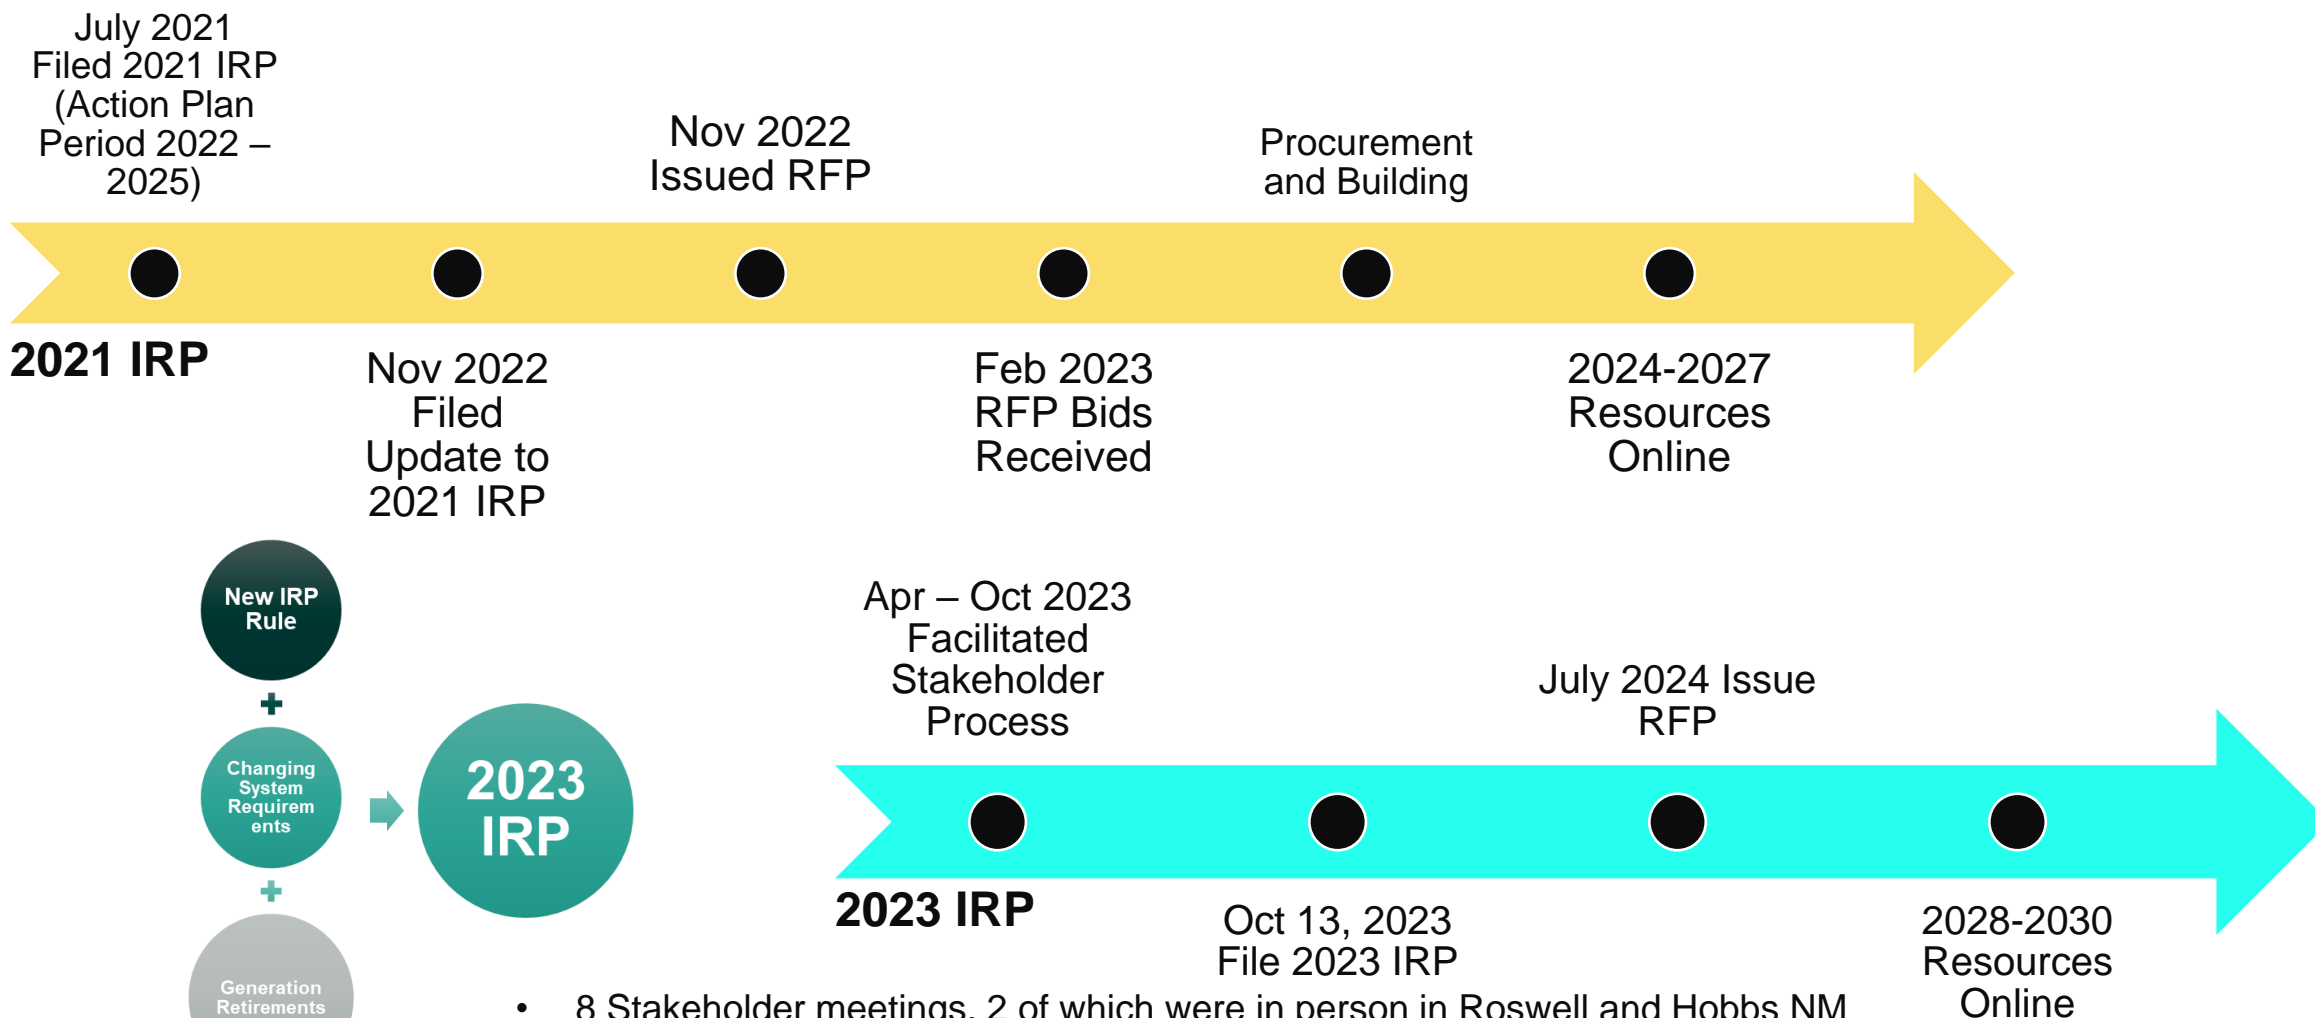 July 2021
Filed 2021 IRP
(Action Plan
Period 2022 –
2025)
Nov 2022
Issued RFP
Procurement
and Building
2021 IRP
Nov 2022
Filed
Update to
2021 IRP
Feb 2023
RFP Bids
Received
2024-2027
Resources
Online
New IRP
Rule
+
Changing
System
Requirem
ents
+
Generation
Retirements
2023
IRP
Apr – Oct 2023
Facilitated
Stakeholder
Process
July 2024 Issue
RFP
2023 IRP
Oct 13, 2023
File 2023 IRP
2028-2030
Resources
Online
• 8 Stakeholder meetings, 2 of which were in person in Roswell and Hobbs NM